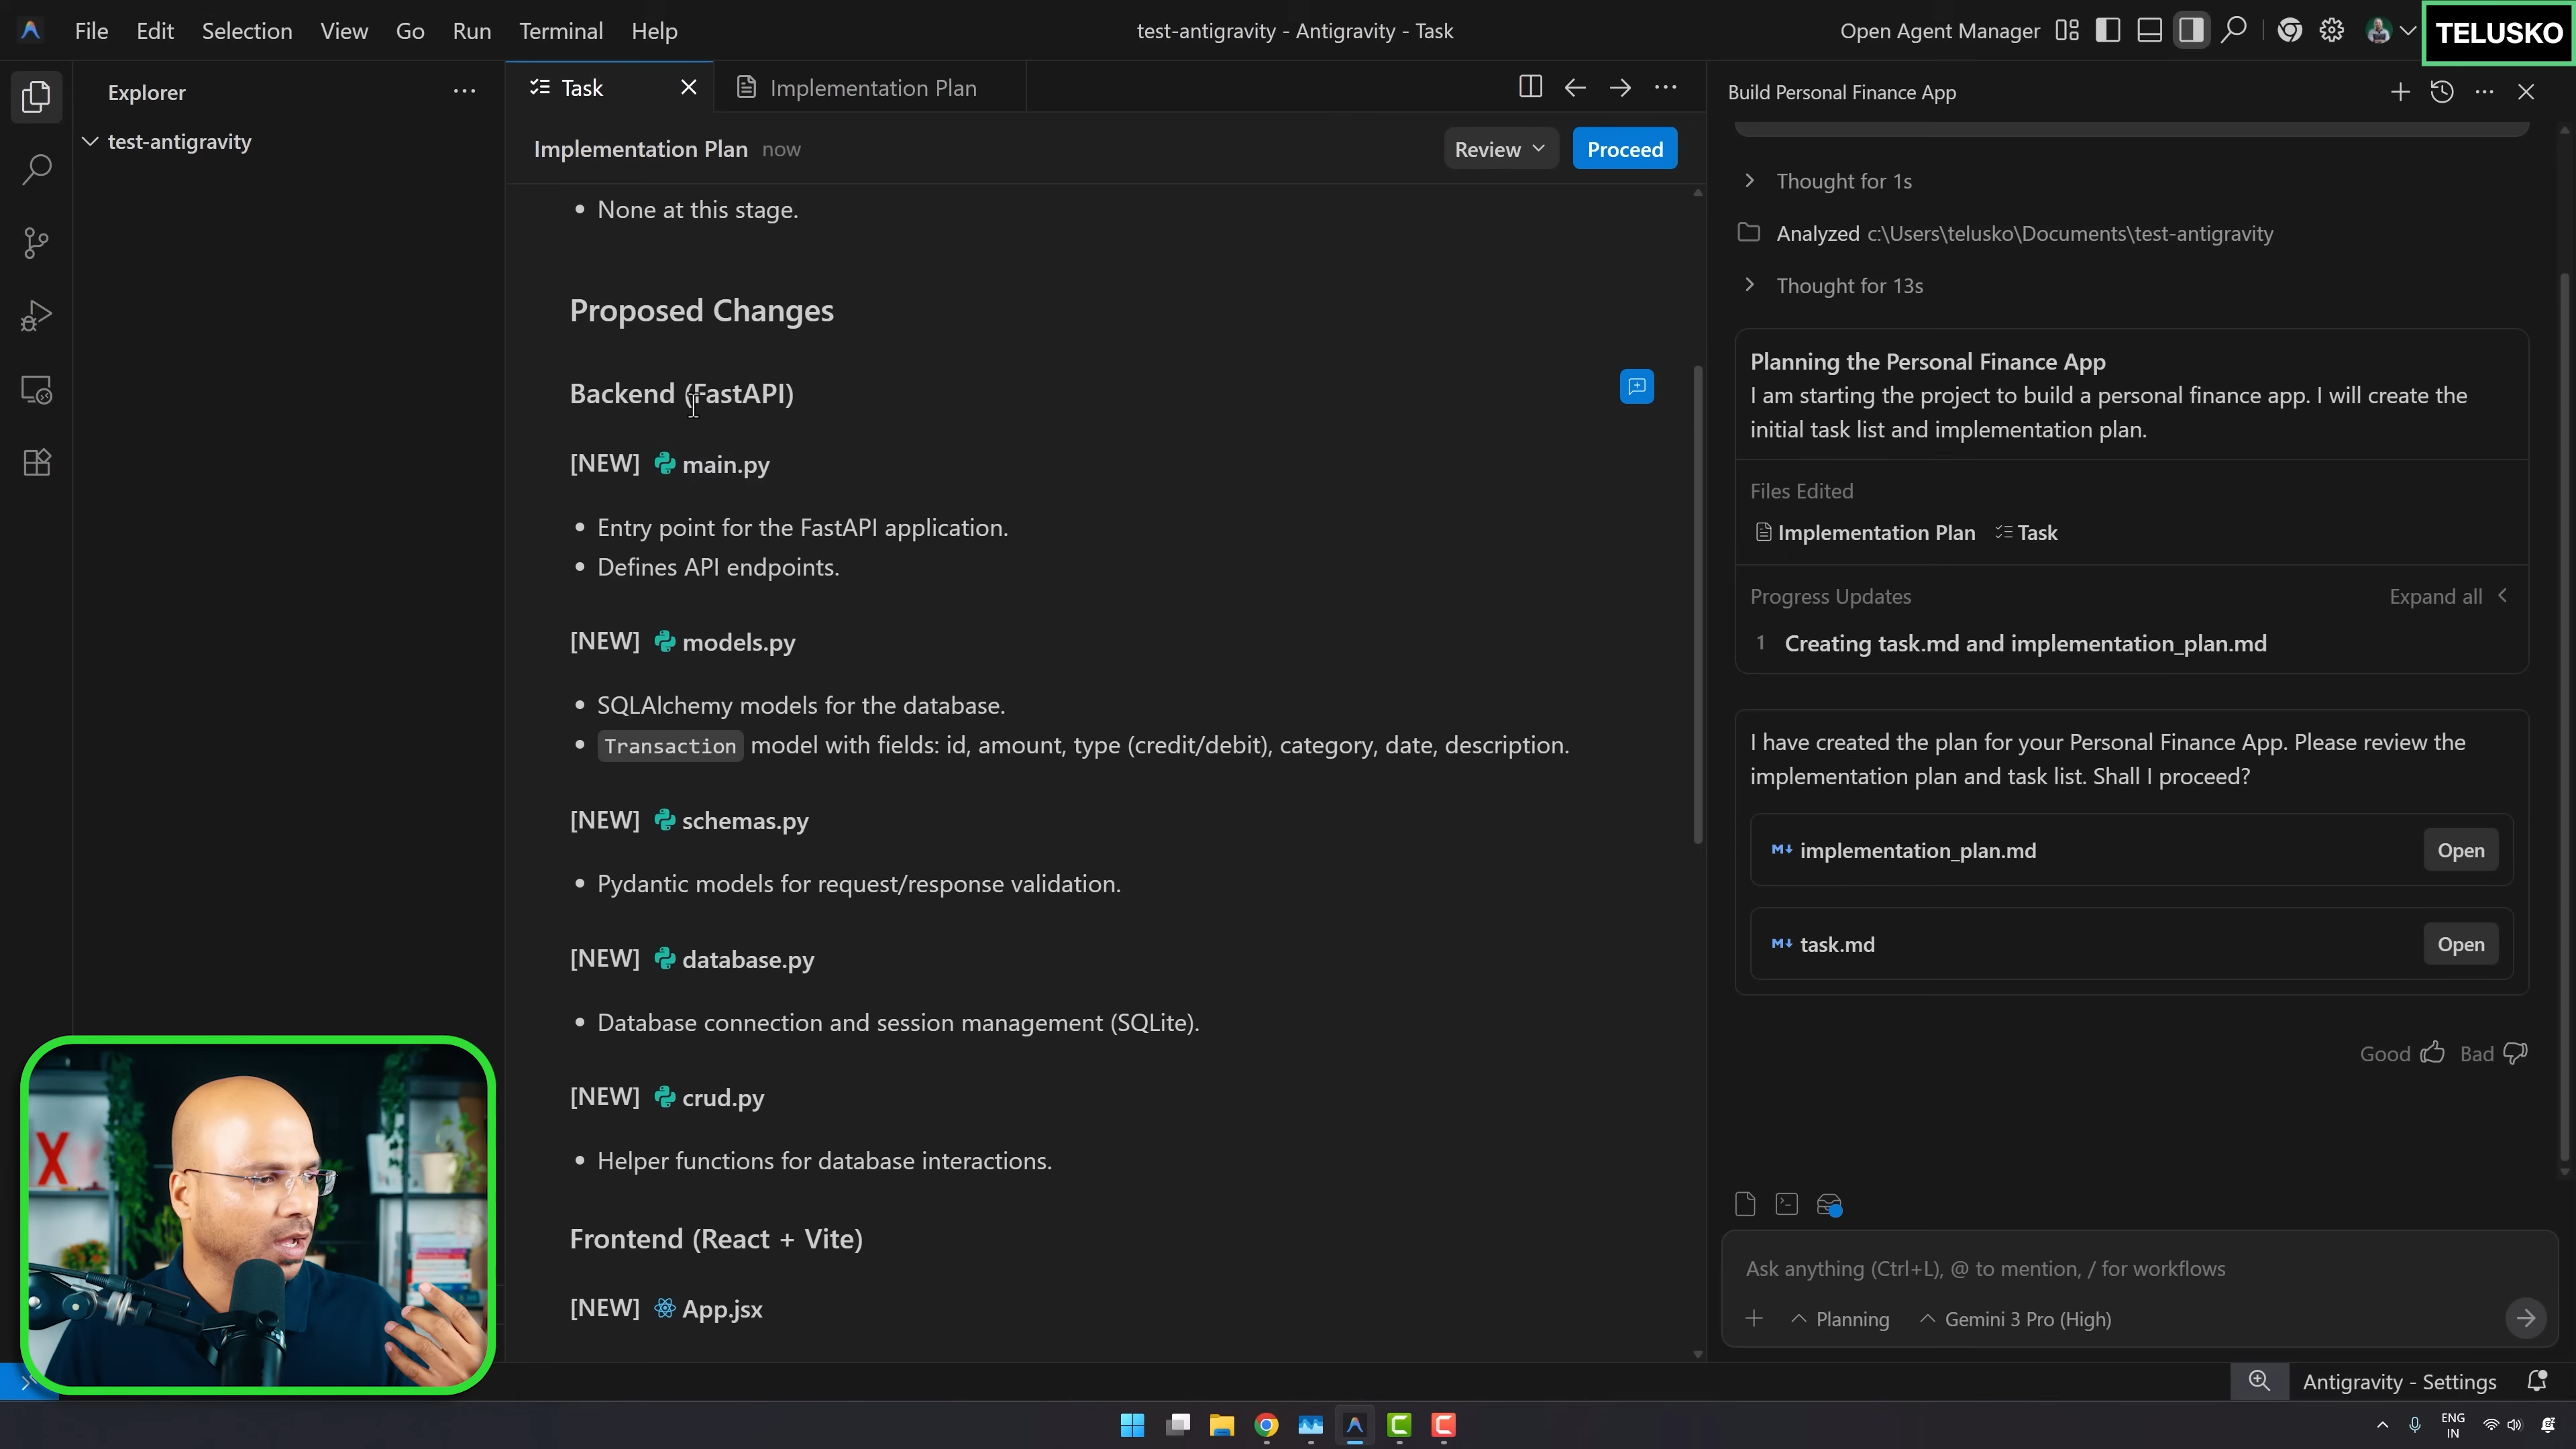 File Edit Selection View Go Run Terminal Help
test-antigravity - Antigravity - Task
Open Agent Manager
TELUSKO
Explorer
test-antigravity
Task
Implementation Plan
Implementation Plan now
Review
Proceed
None at this stage.
Proposed Changes
Backend (FastAPI)
[NEW] main.py
Entry point for the FastAPI application.
Defines API endpoints.
[NEW] models.py
SQLAlchemy models for the database.
Transaction model with fields: id, amount, type (credit/debit), category, date, description.
[NEW] schemas.py
Pydantic models for request/response validation.
[NEW] database.py
Database connection and session management (SQLite).
[NEW] crud.py
Helper functions for database interactions.
Frontend (React + Vite)
[NEW] App.jsx
Build Personal Finance App
Thought for 1s
Analyzed c:\Users\telusko\Documents\test-antigravity
Thought for 13s
Planning the Personal Finance App
I am starting the project to build a personal finance app. I will create the
initial task list and implementation plan.
Files Edited
Implementation Plan Task
Progress Updates
Expand all
1 Creating task.md and implementation_plan.md
I have created the plan for your Personal Finance App. Please review the
implementation plan and task list. Shall I proceed?
implementation_plan.md
Open
task.md
Open
Good
Bad
Ask anything (Ctrl+L), @ to mention, / for workflows
Planning
Gemini 3 Pro (High)
Antigravity - Settings
ENG
IN